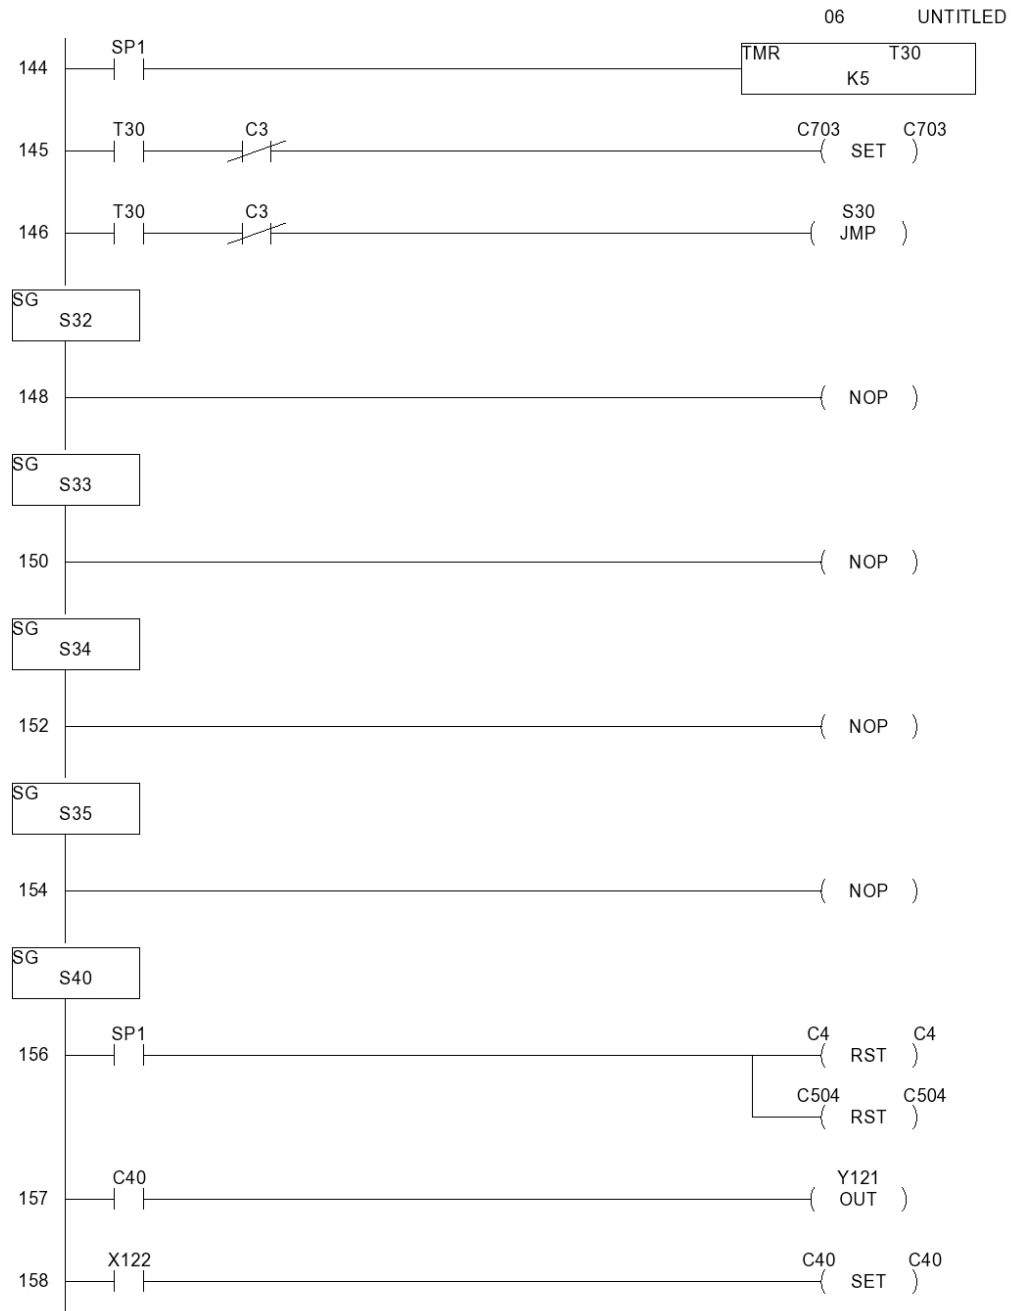 06 UNTITLED
SP1
144
TMR T30
K5
T30 C3 C703 C703
145 SET
T30 C3 S30
146 JMP
SG
S32
148 NOP
SG
S33
150 NOP
SG
S34
152 NOP
SG
S35
154 NOP
SG
S40
SP1 C4 C4
156 RST
C504 C504
RST
C40 Y121
157 OUT
X122 C40 C40
158 SET